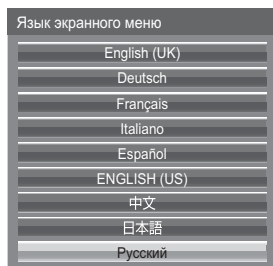 Язык экранного меню
English (UK)
Deutsch
Français
Italiano
Español
ENGLISH (US)
中文
日本語
Русский